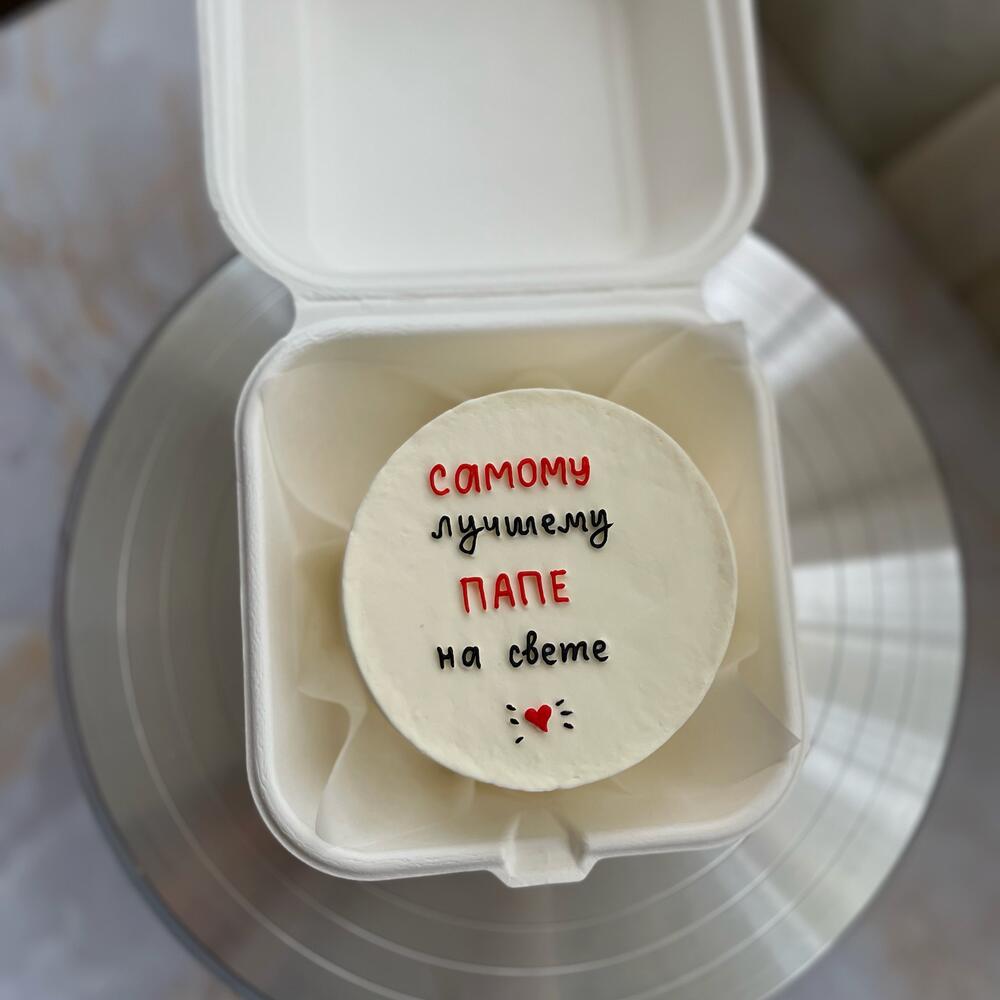 самому
лучшему
ПАПЕ
на свете